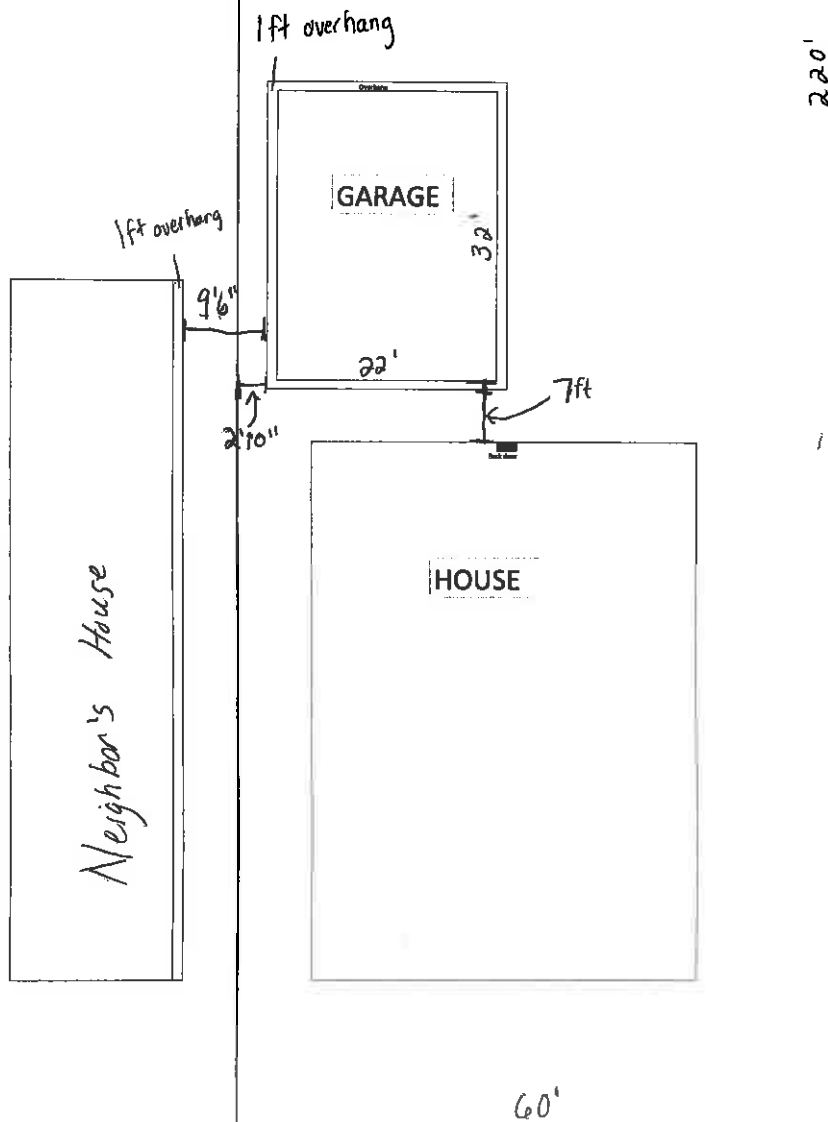 1ft overhang
220'
Overhang
GARAGE
32'
1ft overhang
9'6"
22'
7ft
2'10"
Back door
HOUSE
Neighbor's House
60'